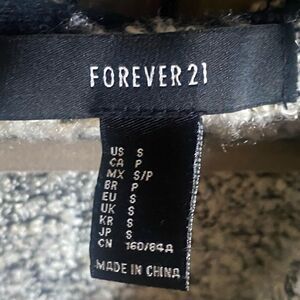 FOREVER 21
US S
CA P
MX S/P
BR P
EU S
UK S
KR S
JP S
CN 160/84A
MADE IN CHINA